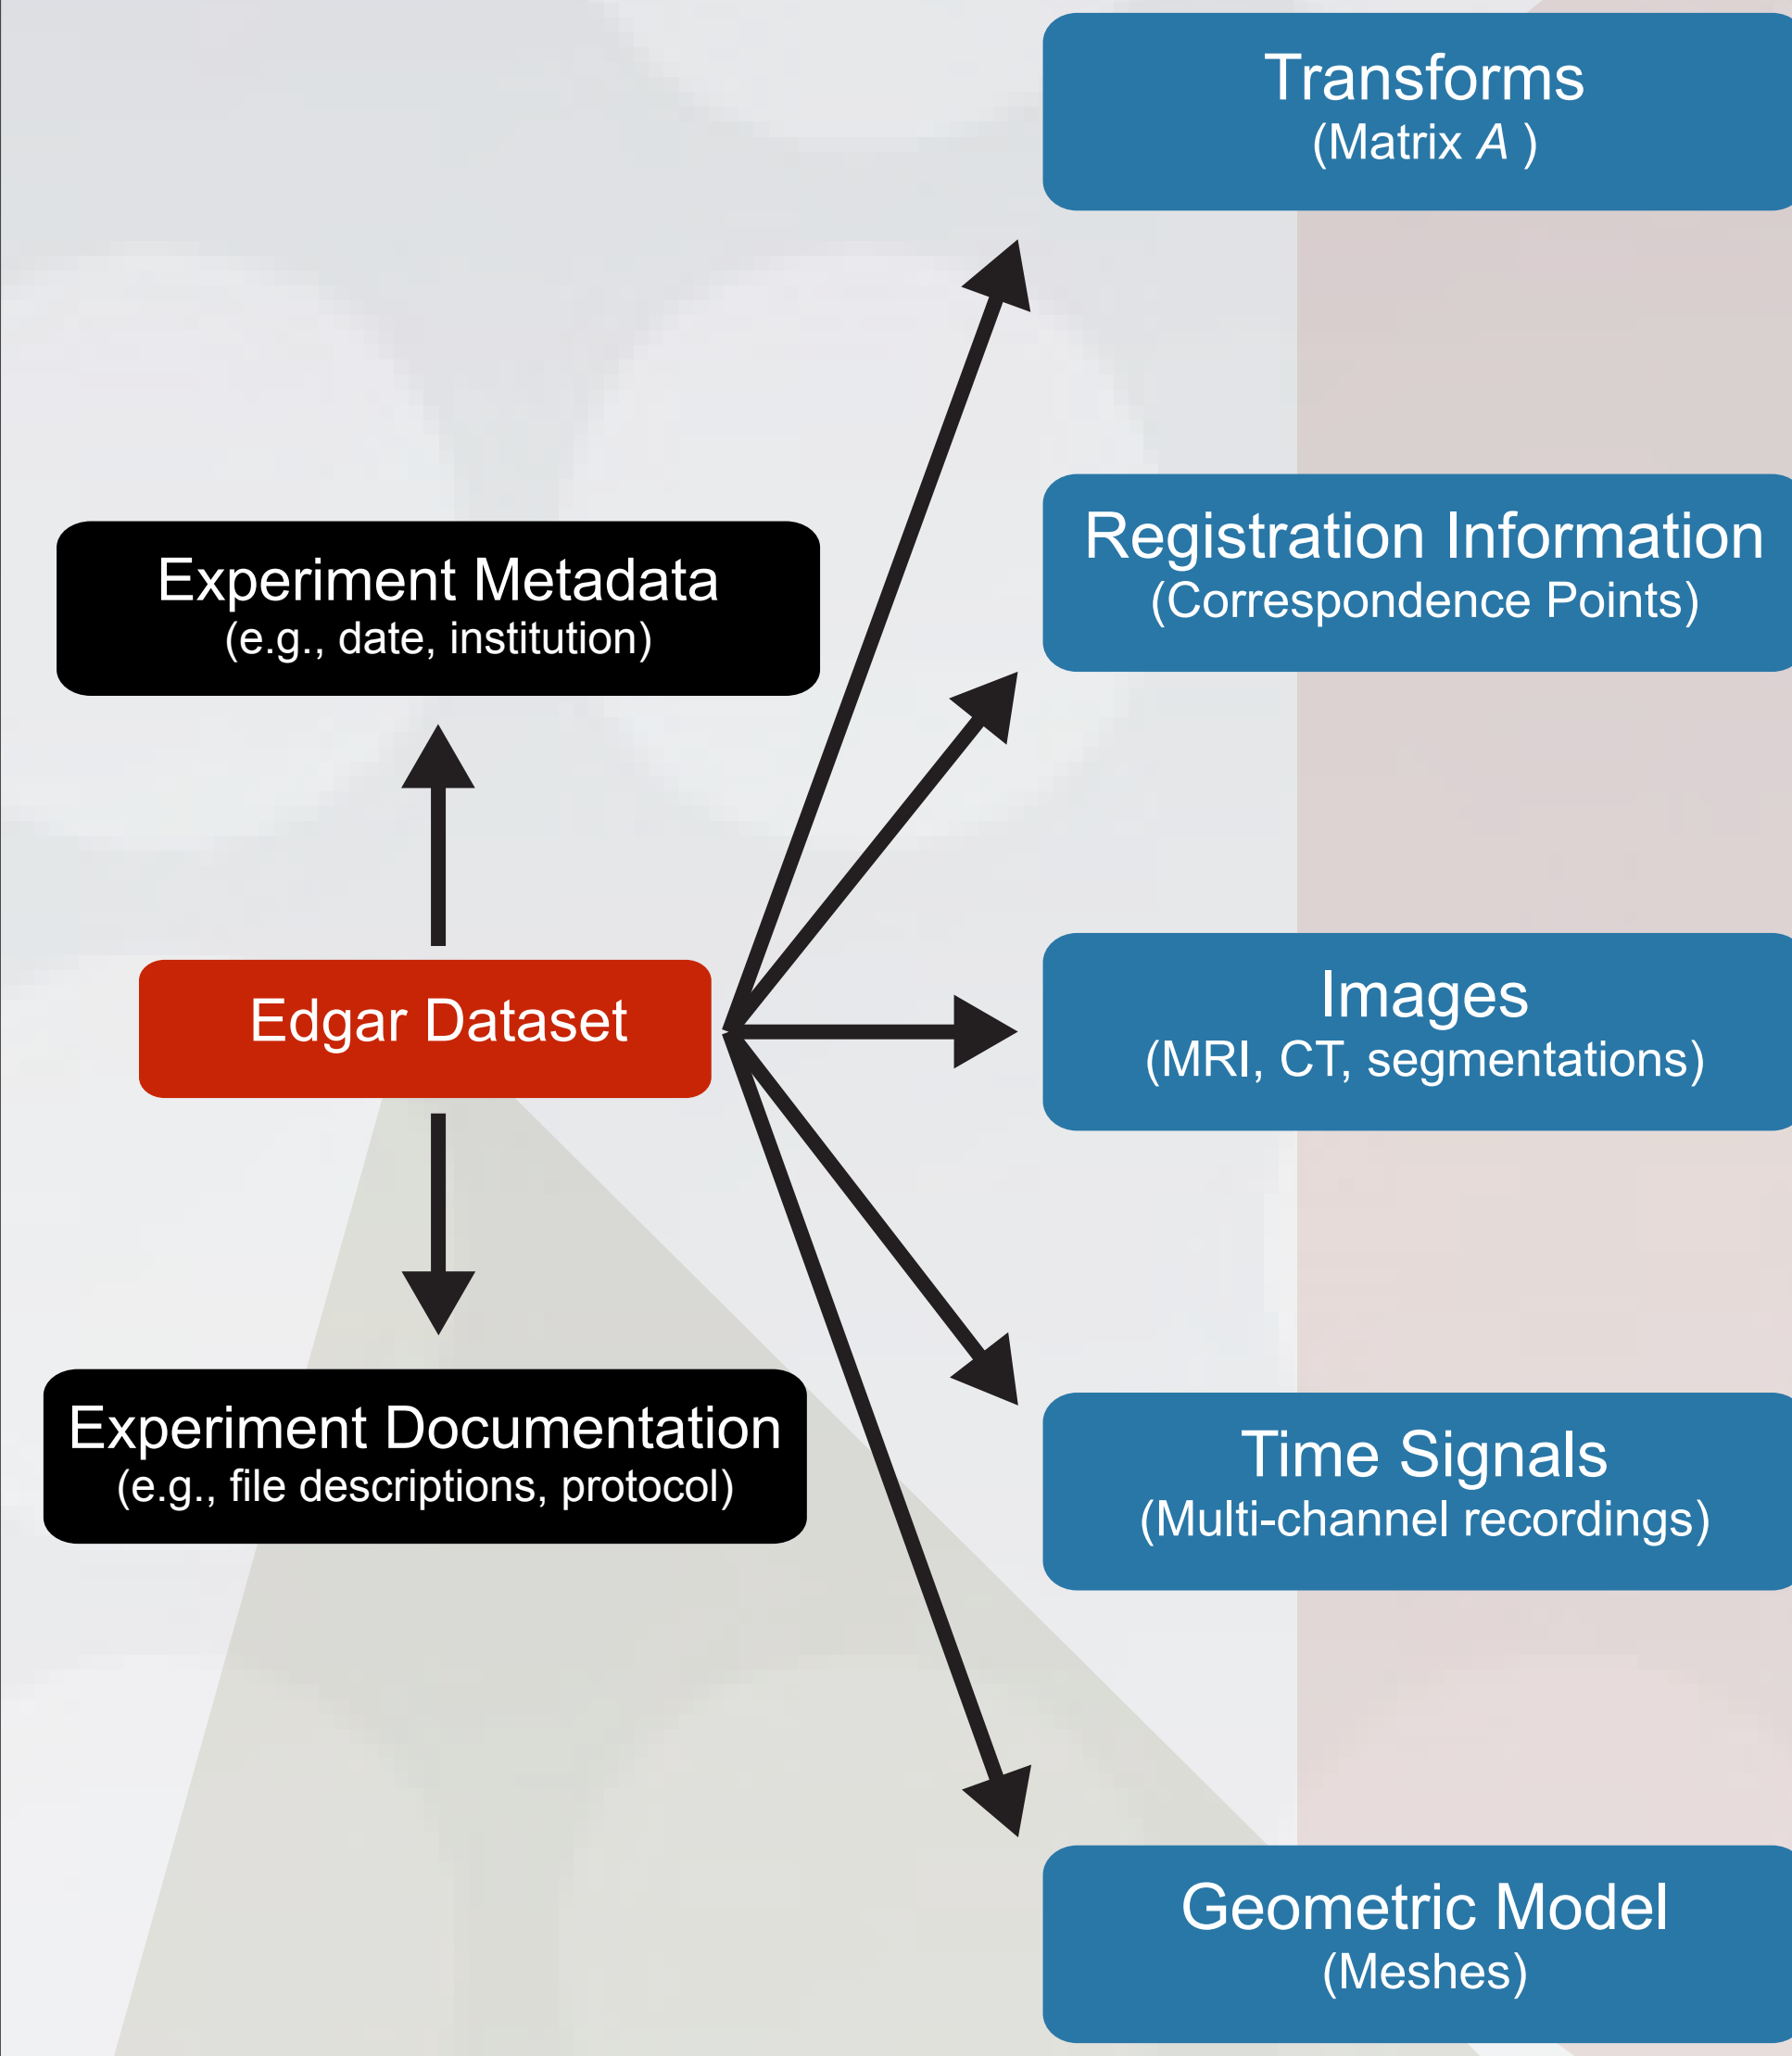 Transforms
(Matrix A )
Registration Information
(Correspondence Points)
Experiment Metadata
(e.g., date, institution)
Images
(MRI, CT, segmentations)
Edgar Dataset
Experiment Documentation
(e.g., file descriptions, protocol)
Time Signals
(Multi-channel recordings)
Geometric Model
(Meshes)